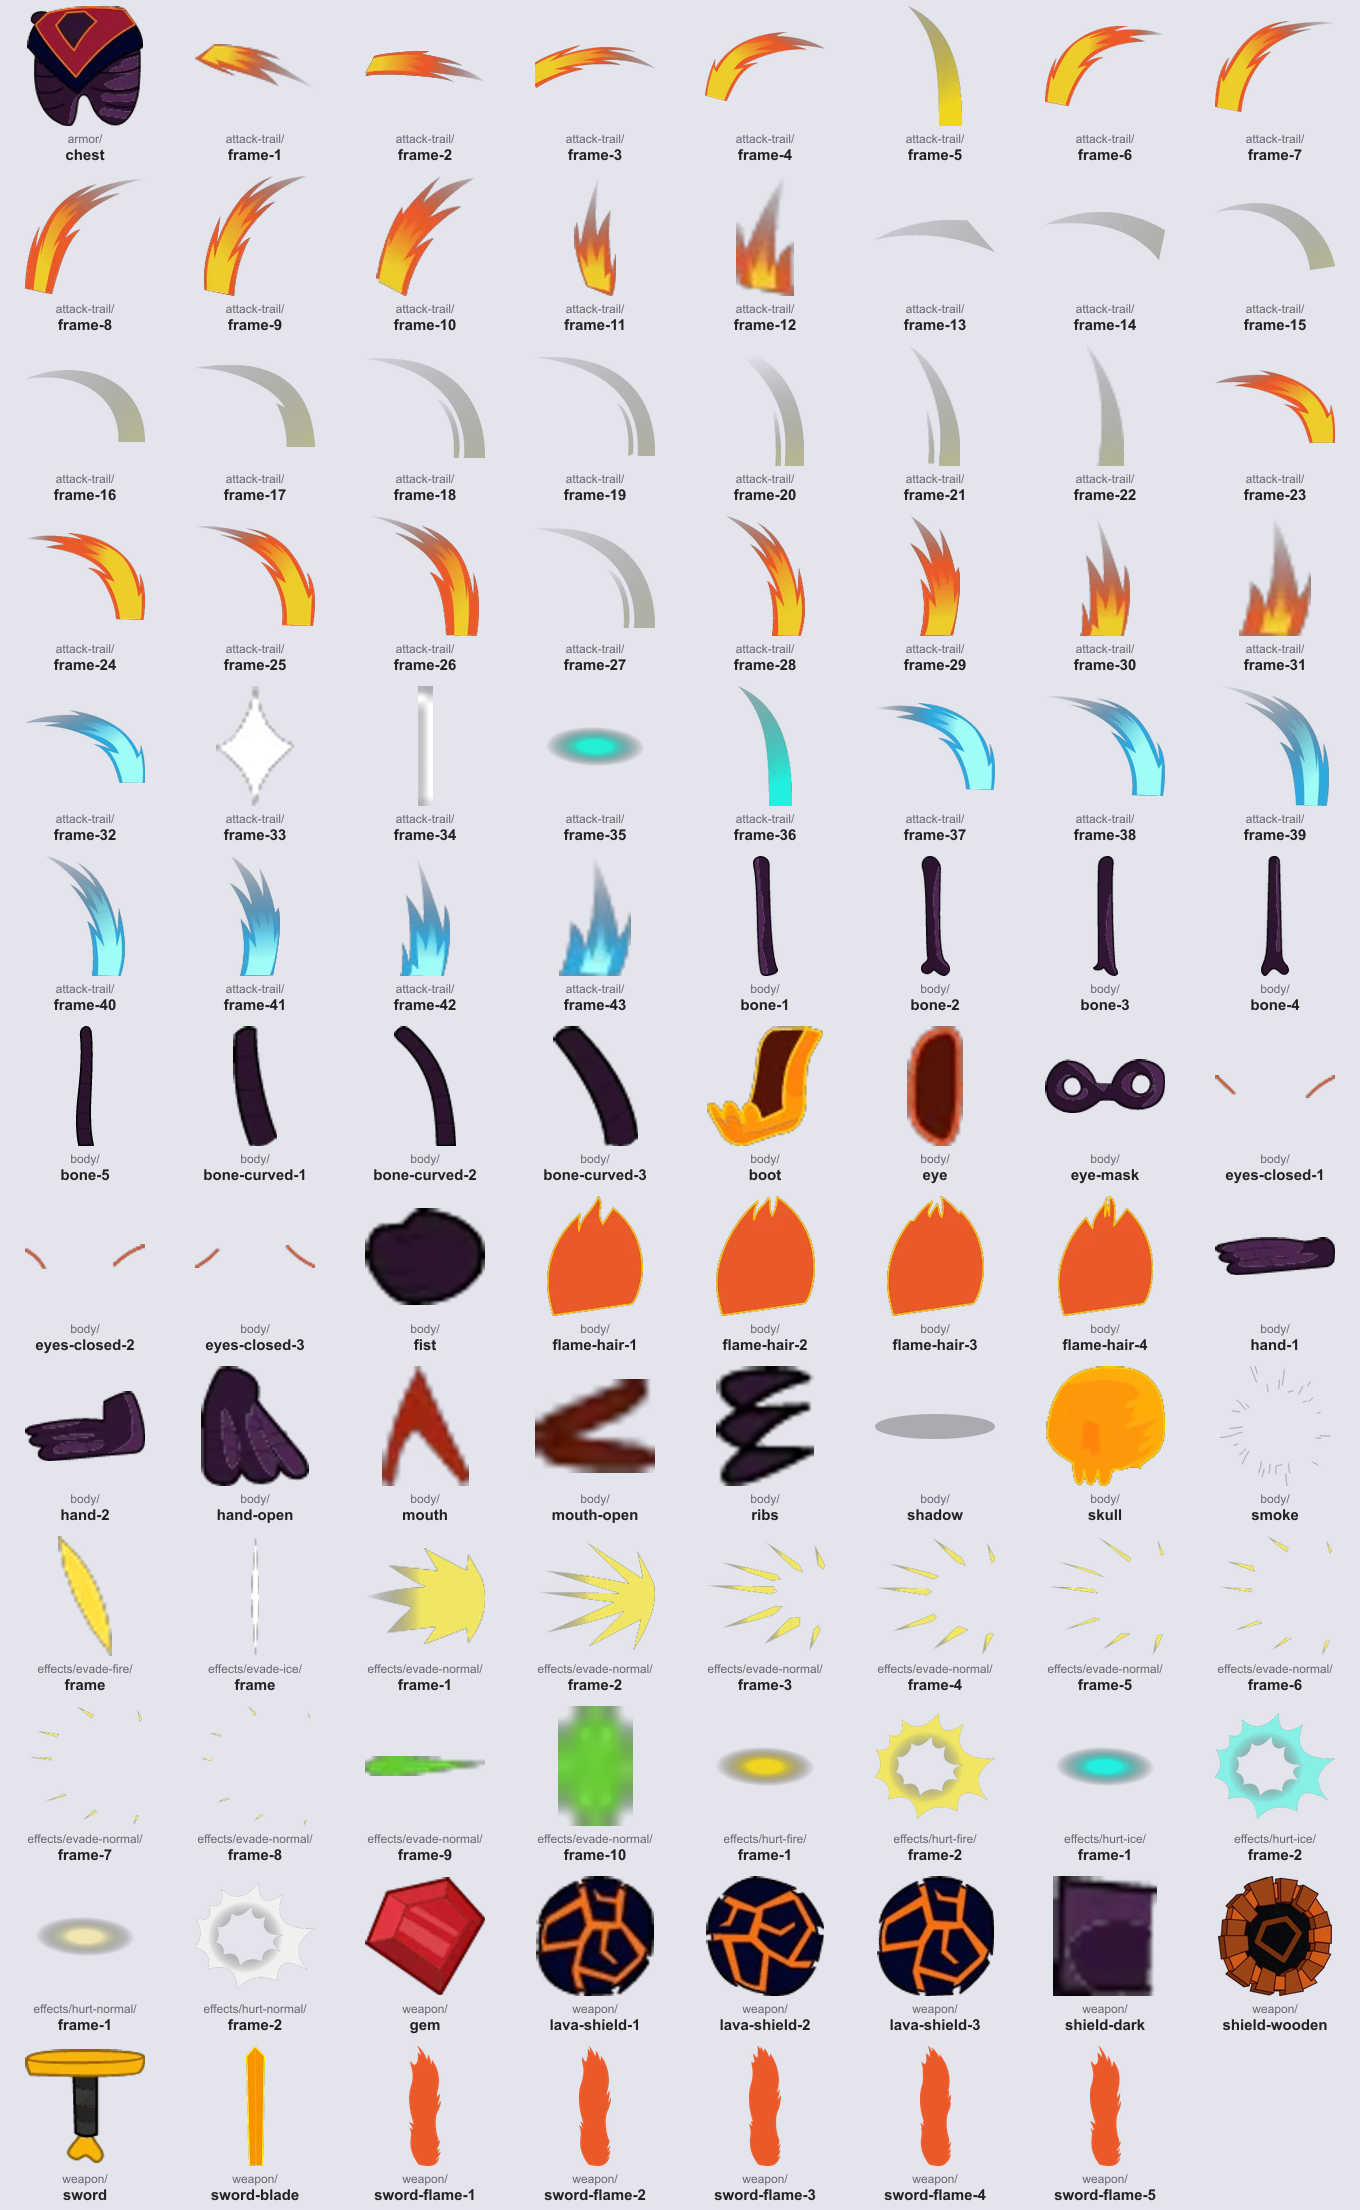 armor/ attack-trail/ attack-trail/ attack-trail/ attack-trail/ attack-trail/ attack-trail/ attack-trail/
chest frame-1 frame-2 frame-3 frame-4 frame-5 frame-6 frame-7
attack-trail/ attack-trail/ attack-trail/ attack-trail/ attack-trail/ attack-trail/ attack-trail/ attack-trail/
frame-8 frame-9 frame-10 frame-11 frame-12 frame-13 frame-14 frame-15
attack-trail/ attack-trail/ attack-trail/ attack-trail/ attack-trail/ attack-trail/ attack-trail/ attack-trail/
frame-16 frame-17 frame-18 frame-19 frame-20 frame-21 frame-22 frame-23
attack-trail/ attack-trail/ attack-trail/ attack-trail/ attack-trail/ attack-trail/ attack-trail/ attack-trail/
frame-24 frame-25 frame-26 frame-27 frame-28 frame-29 frame-30 frame-31
attack-trail/ attack-trail/ attack-trail/ attack-trail/ attack-trail/ attack-trail/ attack-trail/ attack-trail/
frame-32 frame-33 frame-34 frame-35 frame-36 frame-37 frame-38 frame-39
attack-trail/ attack-trail/ attack-trail/ attack-trail/ body/ body/ body/ body/
frame-40 frame-41 frame-42 frame-43 bone-1 bone-2 bone-3 bone-4
body/ body/ body/ body/ body/ body/ body/ body/
bone-5 bone-curved-1 bone-curved-2 bone-curved-3 boot eye eye-mask eyes-closed-1
body/ body/ body/ body/ body/ body/ body/ body/
eyes-closed-2 eyes-closed-3 fist flame-hair-1 flame-hair-2 flame-hair-3 flame-hair-4 hand-1
body/ body/ body/ body/ body/ body/ body/ body/
hand-2 hand-open mouth mouth-open ribs shadow skull smoke
effects/evade-fire/ effects/evade-ice/ effects/evade-normal/ effects/evade-normal/ effects/evade-normal/ effects/evade-normal/ effects/evade-normal/ effects/evade-normal/
frame frame frame-1 frame-2 frame-3 frame-4 frame-5 frame-6
effects/evade-normal/ effects/evade-normal/ effects/evade-normal/ effects/evade-normal/ effects/hurt-fire/ effects/hurt-fire/ effects/hurt-ice/ effects/hurt-ice/
frame-7 frame-8 frame-9 frame-10 frame-1 frame-2 frame-1 frame-2
effects/hurt-normal/ effects/hurt-normal/ weapon/ weapon/ weapon/ weapon/ weapon/ weapon/
frame-1 frame-2 gem lava-shield-1 lava-shield-2 lava-shield-3 shield-dark shield-wooden
weapon/ weapon/ weapon/ weapon/ weapon/ weapon/ weapon/
sword sword-blade sword-flame-1 sword-flame-2 sword-flame-3 sword-flame-4 sword-flame-5